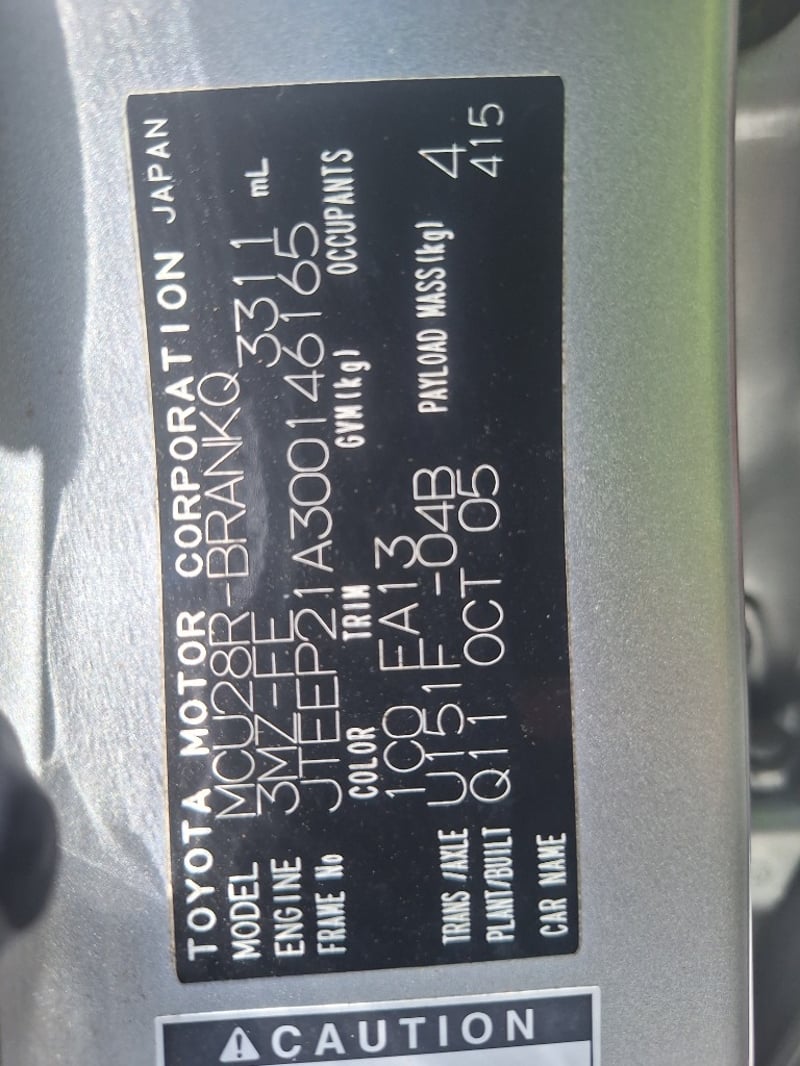 TOYOTA MOTOR CORPORATION JAPAN
MODEL MCU28R-BRANKQ
ENGINE 3MZ-FE 3311 mL
FRAME No JTEEP21A300146165
COLOR TRIM GVM(kg) OCCUPANTS
1C0 FA13 4
TRANS/AXLE U151F -04B PAYLOAD MASS(kg) 415
PLANT/BUILT Q11 OCT 05
CAR NAME
⚠CAUTION